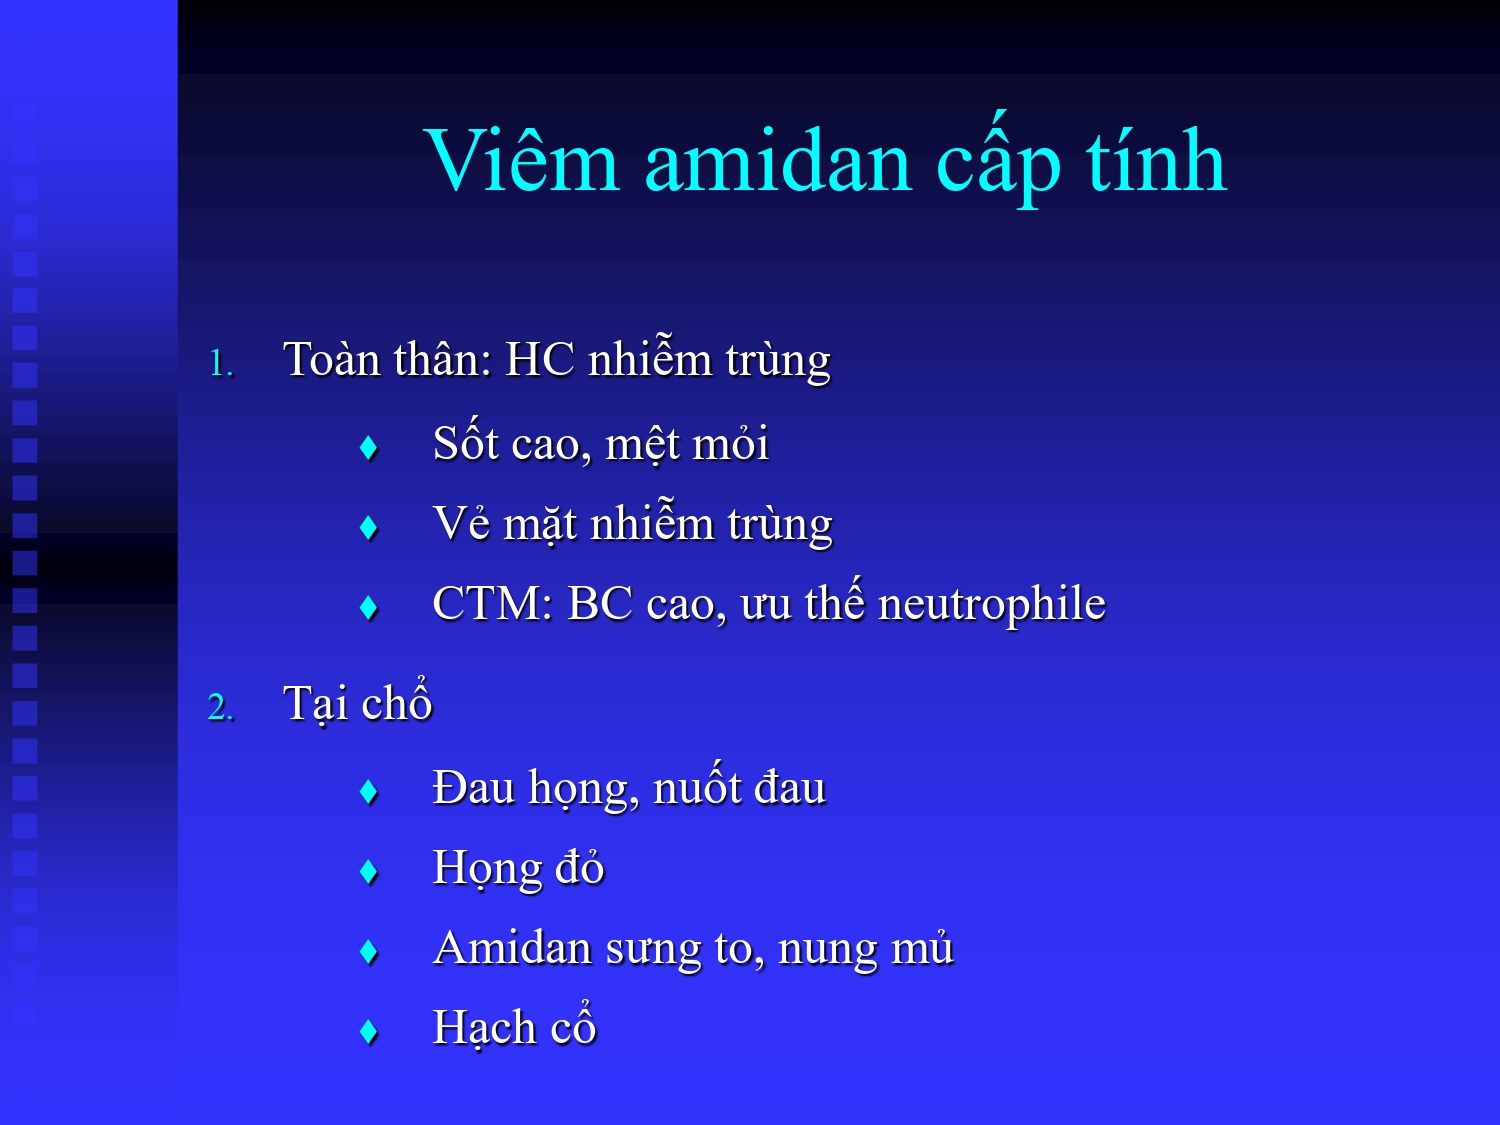 Viêm amidan cấp tính
1. Toàn thân: HC nhiễm trùng
♦ Sốt cao, mệt mỏi
♦ Vẻ mặt nhiễm trùng
♦ CTM: BC cao, ưu thế neutrophile
2. Tại chổ
♦ Đau họng, nuốt đau
♦ Họng đỏ
♦ Amidan sưng to, nung mủ
♦ Hạch cổ